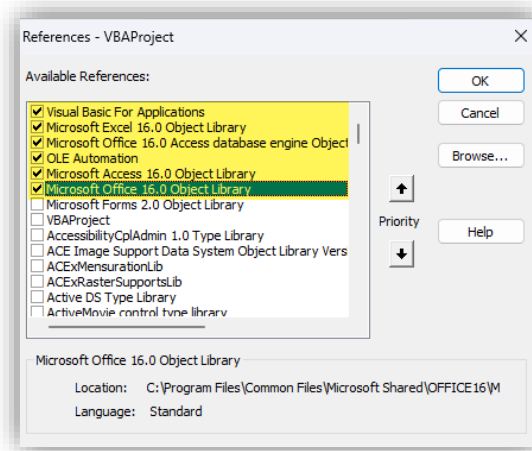 References - VBAProject
Available References:
OK
Visual Basic For Applications
Microsoft Excel 16.0 Object Library
Cancel
Microsoft Office 16.0 Access database engine Object
OLE Automation
Browse...
Microsoft Access 16.0 Object Library
Microsoft Office 16.0 Object Library
Microsoft Forms 2.0 Object Library
VBAProject
Priority
Help
AccessibilityCplAdmin 1.0 Type Library
ACE Image Support Data System Object Library Vers
ACExMensurationLib
ACExRasterSupportsLib
Active DS Type Library
ActiveMovie control type library
Microsoft Office 16.0 Object Library
Location: C:\Program Files\Common Files\Microsoft Shared\OFFICE16\M
Language: Standard